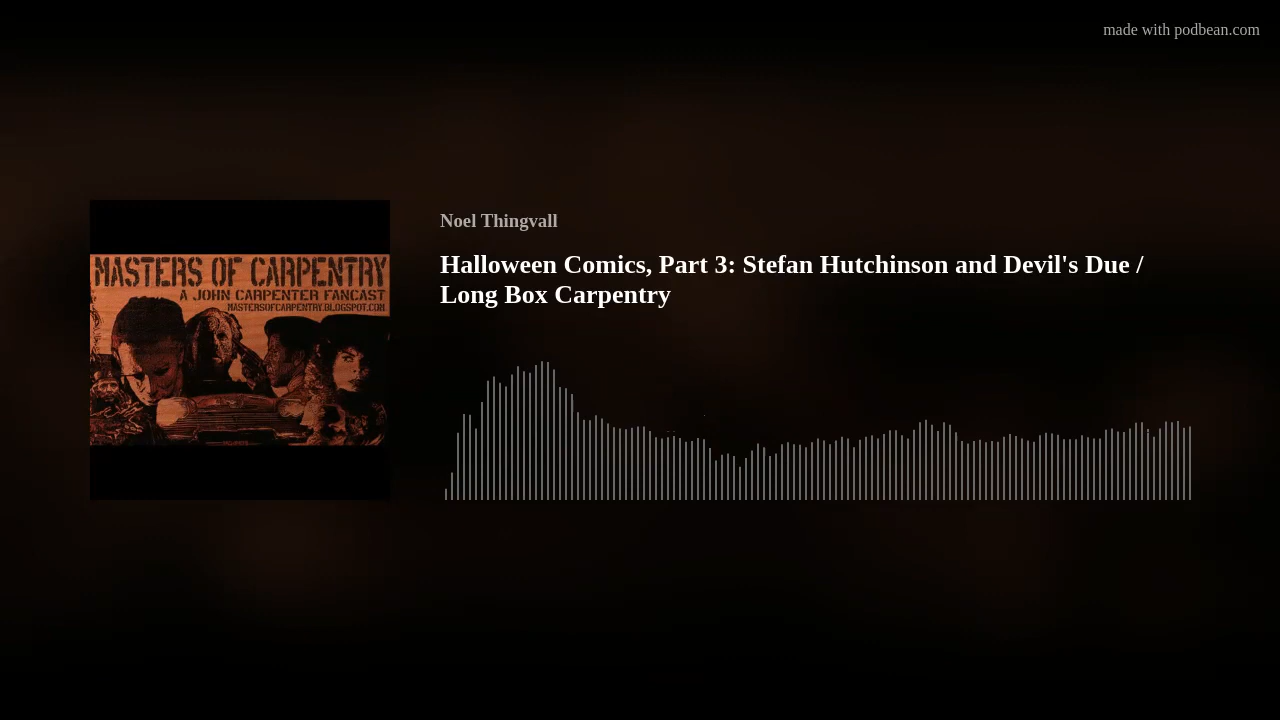 made with podbean.com
MASTERS OF CARPENTRY
A JOHN CARPENTER FANCAST
MASTERSOFCARPENTRY.BLOGSPOT.COM
Noel Thingvall
Halloween Comics, Part 3: Stefan Hutchinson and Devil's Due /
Long Box Carpentry